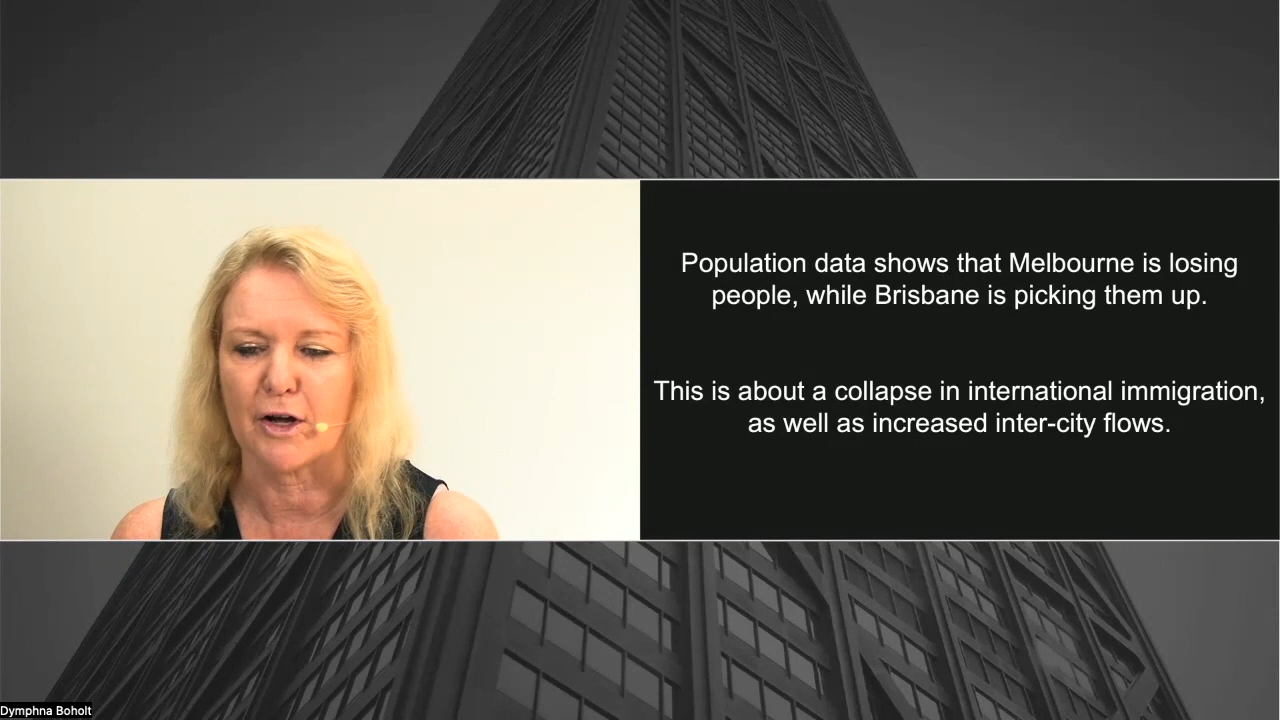 Population data shows that Melbourne is losing
people, while Brisbane is picking them up.
This is about a collapse in international immigration,
as well as increased inter-city flows.
Dymphna Boholt